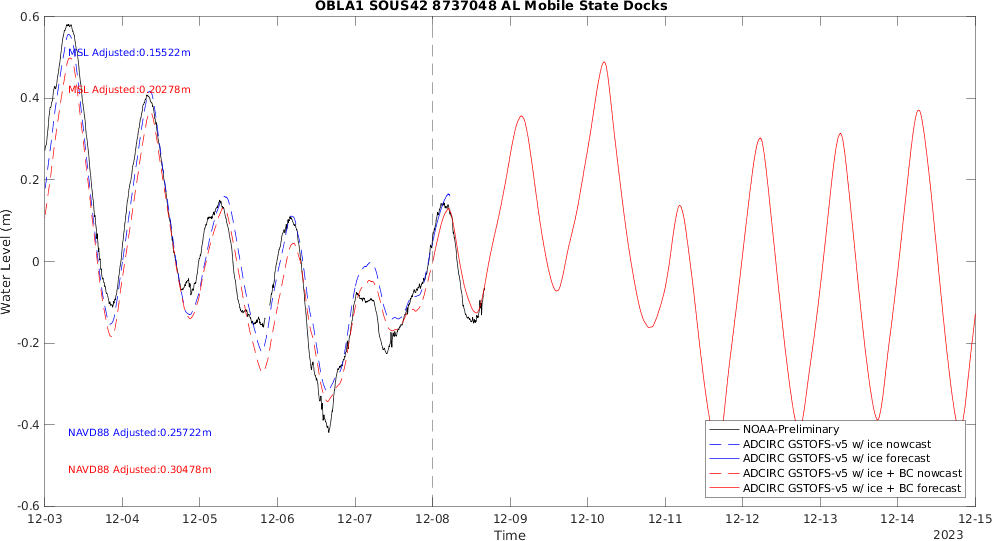 OBLA1 SOUS42 8737048 AL Mobile State Docks
0.6
MSL Adjusted:0.15522m
MSL Adjusted:0.20278m
0.4
0.2
Water Level (m)
0
-0.2
-0.4
NAVD88 Adjusted:0.25722m
NAVD88 Adjusted:0.30478m
NOAA-Preliminary
ADCIRC GSTOFS-v5 w/ ice nowcast
ADCIRC GSTOFS-v5 w/ ice forecast
ADCIRC GSTOFS-v5 w/ ice + BC nowcast
ADCIRC GSTOFS-v5 w/ ice + BC forecast
-0.6
12-03 12-04 12-05 12-06 12-07 12-08 12-09 12-10 12-11 12-12 12-13 12-14 12-15
Time
2023